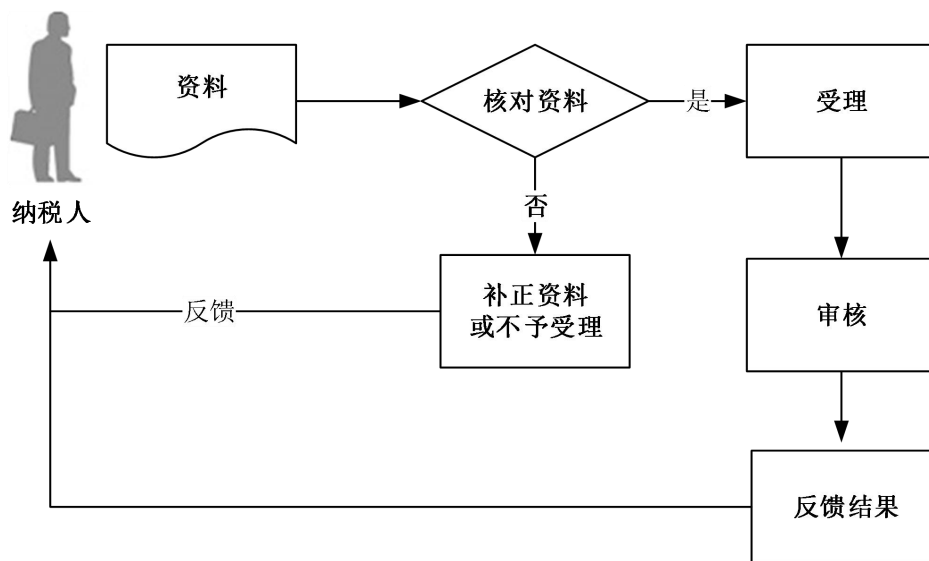 资料
核对资料
是
受理
纳税人
否
补正资料
或不予受理
反馈
审核
反馈结果